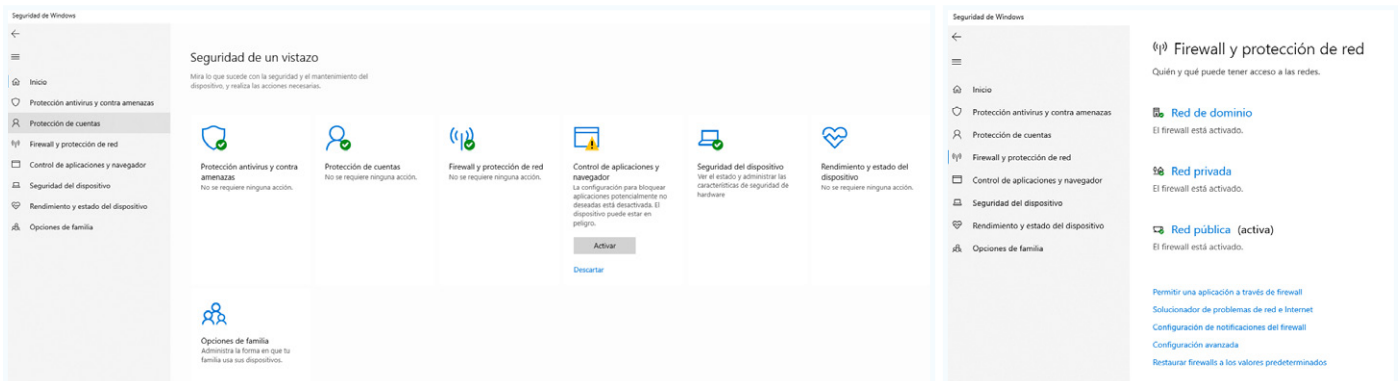 Seguridad de Windows
Inicio
Protección antivirus y contra amenazas
Protección de cuentas
Firewall y protección de red
Control de aplicaciones y navegador
Seguridad del dispositivo
Rendimiento y estado del dispositivo
Opciones de familia
Seguridad de un vistazo
Mira lo que sucede con la seguridad y el mantenimiento del
dispositivo, y realiza las acciones necesarias.
Protección antivirus y contra
amenazas
No se requiere ninguna acción.
Protección de cuentas
No se requiere ninguna acción.
Firewall y protección de red
No se requiere ninguna acción.
Control de aplicaciones y
navegador
La configuración para bloquear
aplicaciones potencialmente no
deseadas está desactivada. El
dispositivo puede estar en
peligro.
Activar
Descartar
Seguridad del dispositivo
Ver el estado y administrar las
características de seguridad de
hardware
Rendimiento y estado del
dispositivo
No se requiere ninguna acción.
Opciones de familia
Administra la forma en que tu
familia usa sus dispositivos.
Seguridad de Windows
Inicio
Protección antivirus y contra amenazas
Protección de cuentas
Firewall y protección de red
Control de aplicaciones y navegador
Seguridad del dispositivo
Rendimiento y estado del dispositivo
Opciones de familia
Firewall y protección de red
Quién y qué puede tener acceso a las redes.
Red de dominio
El firewall está activado.
Red privada
El firewall está activado.
Red pública (activa)
El firewall está activado.
Permitir una aplicación a través de firewall
Solucionador de problemas de red e Internet
Configuración de notificaciones del firewall
Configuración avanzada
Restaurar firewalls a los valores predeterminados